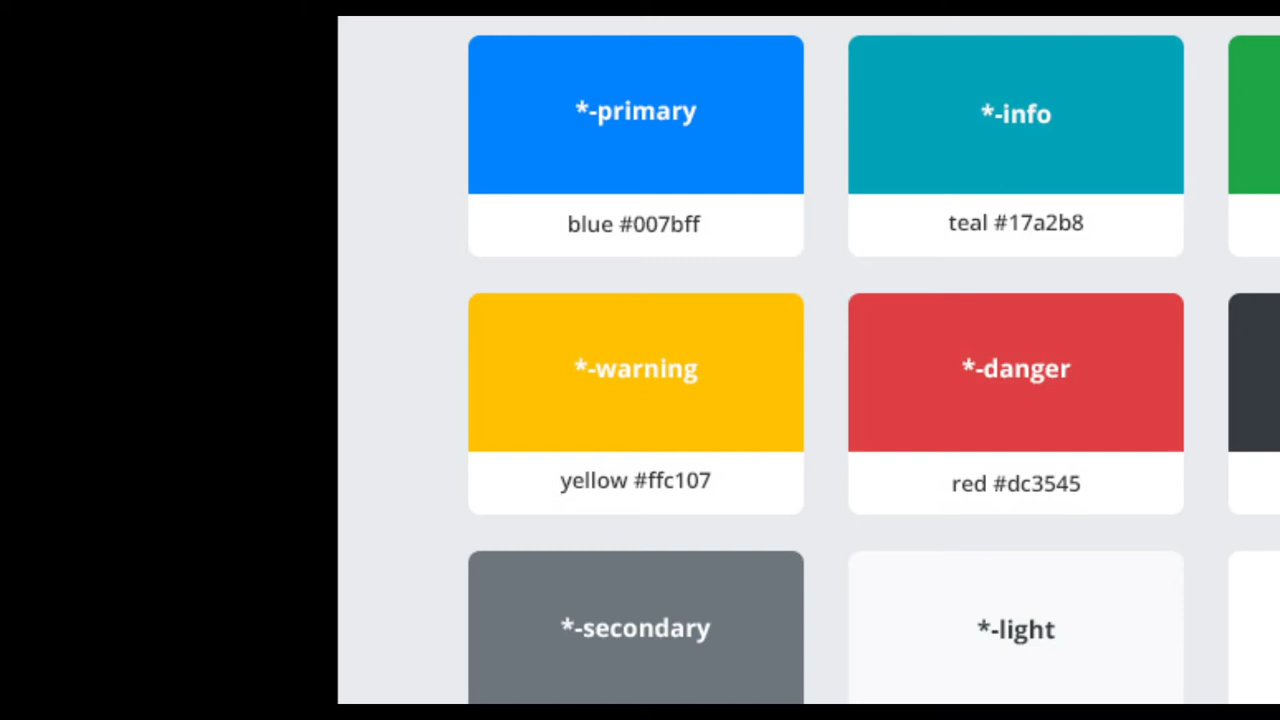 *-primary
*-info
blue #007bff
teal #17a2b8
*-warning
*-danger
yellow #ffc107
red #dc3545
*-secondary
*-light